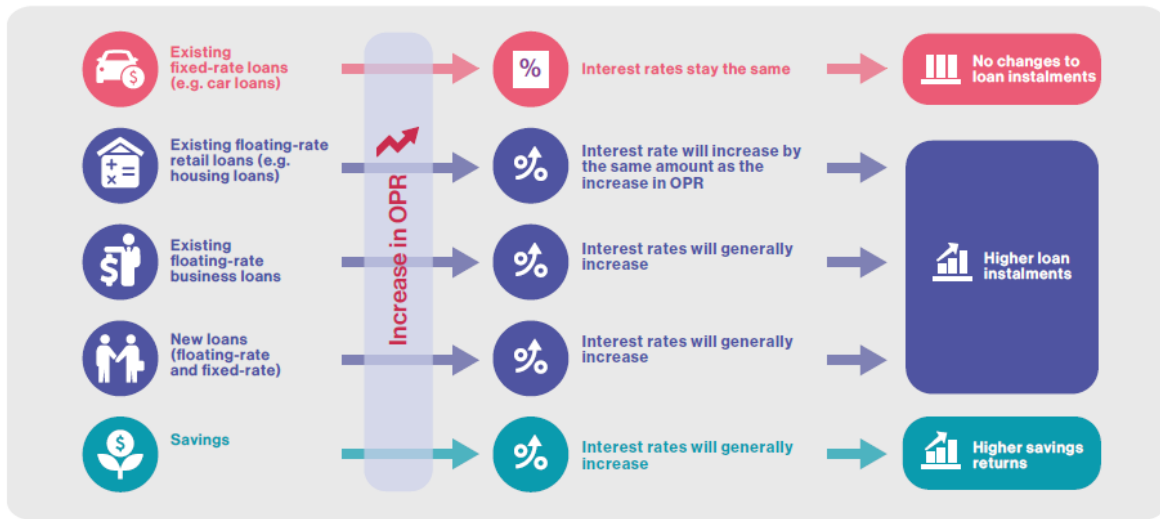 Existing
fixed-rate loans
(e.g. car loans)
%
Interest rates stay the same
No changes to
loan instalments
Increase in OPR
Existing floating-rate
retail loans (e.g.
housing loans)
Interest rate will increase by
the same amount as the
increase in OPR
Existing
floating-rate
business loans
Interest rates will generally
increase
Higher loan
instalments
New loans
(floating-rate
and fixed-rate)
Interest rates will generally
increase
Savings
Interest rates will generally
increase
Higher savings
returns